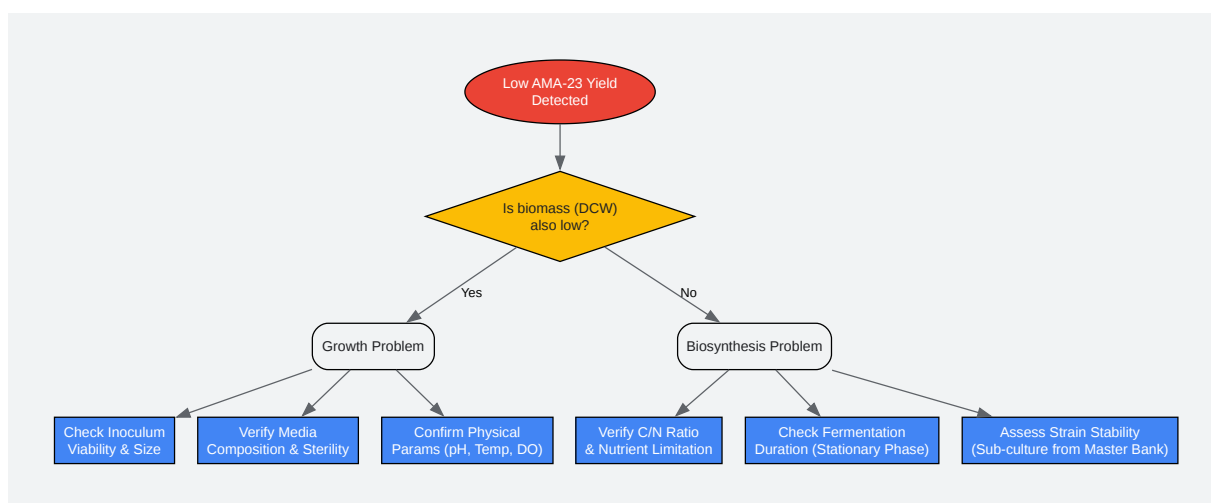 Low AMA-23 Yield
Detected
Is biomass (DCW)
also low?
Yes
No
Growth Problem
Biosynthesis Problem
Check Inoculum
Viability & Size
Verify Media
Composition & Sterility
Confirm Physical
Params (pH, Temp, DO)
Verify C/N Ratio
& Nutrient Limitation
Check Fermentation
Duration (Stationary Phase)
Assess Strain Stability
(Sub-culture from Master Bank)